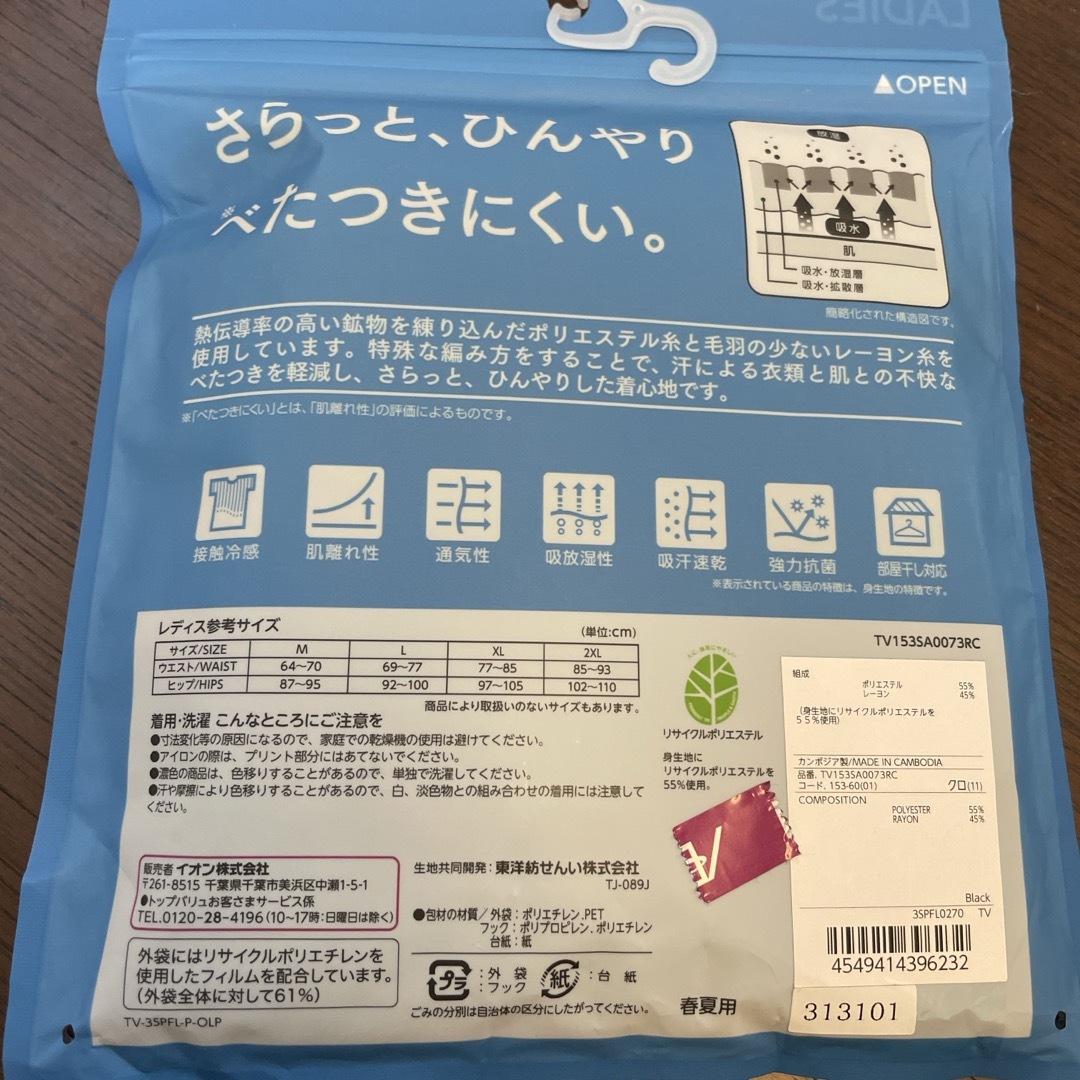 LADIES
▲OPEN
さらっと、ひんやり
※べたつきにくい。
放湿
吸水
肌
吸水・放湿層
吸水・拡散層
簡略化された構造図です。
熱伝導率の高い鉱物を練り込んだポリエステル糸と毛羽の少ないレーヨン糸を
使用しています。特殊な編み方をすることで、汗による衣類と肌との不快な
べたつきを軽減し、さらっと、ひんやりした着心地です。
※「べたつきにくい」とは、「肌離れ性」の評価によるものです。
接触冷感
肌離れ性
通気性
吸放湿性
吸汗速乾
強力抗菌
部屋干し対応
※表示されている商品の特徴は、身生地の特徴です。
レディス参考サイズ (単位:cm)
サイズ/SIZE M L XL 2XL
ウエスト/WAIST 64〜70 69〜77 77〜85 85〜93
ヒップ/HIPS 87〜95 92〜100 97〜105 102〜110
商品により取扱いのないサイズもあります。
着用・洗濯 こんなところにご注意を
●寸法変化等の原因になるので、家庭での乾燥機の使用は避けてください。
●アイロンの際は、プリント部分にはあてないでください。
●濃色の商品は、色移りすることがあるので、単独で洗濯してください。
●汗や摩擦により色移りすることがあるので、白、淡色物との組み合わせの着用には注意して
ください。
リサイクルポリエステル
身生地に
リサイクルポリエステルを
55%使用。
TV153SA0073RC
組成
ポリエステル 55%
レーヨン 45%
(身生地にリサイクルポリエステルを
55%使用)
カンボジア製/MADE IN CAMBODIA
品番. TV153SA0073RC
コード. 153-60(01) クロ(11)
COMPOSITION
POLYESTER 55%
RAYON 45%
Black
3SPFL0270 TV
4549414396232
313101
販売者 イオン株式会社
〒261-8515 千葉県千葉市美浜区中瀬1-5-1
●トップバリュお客さまサービス係
TEL.0120-28-4196(10〜17時:日曜日は除く)
外袋にはリサイクルポリエチレンを
使用したフィルムを配合しています。
(外袋全体に対して61%)
TV-3SPFL-P-OLP
生地共同開発:東洋紡せんい株式会社
TJ-089J
●包材の材質/外袋:ポリエチレン.PET
フック:ポリプロピレン.ポリエチレン
台紙:紙
プラ :外袋
:フック
紙 :台紙
ごみの分別は自治体の区分にしたがってください。
春夏用